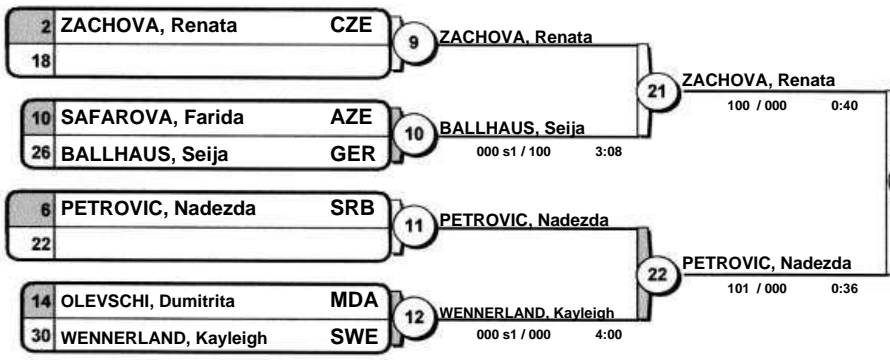 2 ZACHOVA, Renata CZE
18
9
ZACHOVA, Renata
10 SAFAROVA, Farida AZE
26 BALLHAUS, Seija GER
10
BALLHAUS, Seija
000 s1 / 100 3:08
21
ZACHOVA, Renata
100 / 000 0:40
6 PETROVIC, Nadezda SRB
22
11
PETROVIC, Nadezda
14 OLEVSCHI, Dumitrita MDA
30 WENNERLAND, Kayleigh SWE
12
WENNERLAND, Kayleigh
000 s1 / 000 4:00
22
PETROVIC, Nadezda
101 / 000 0:36